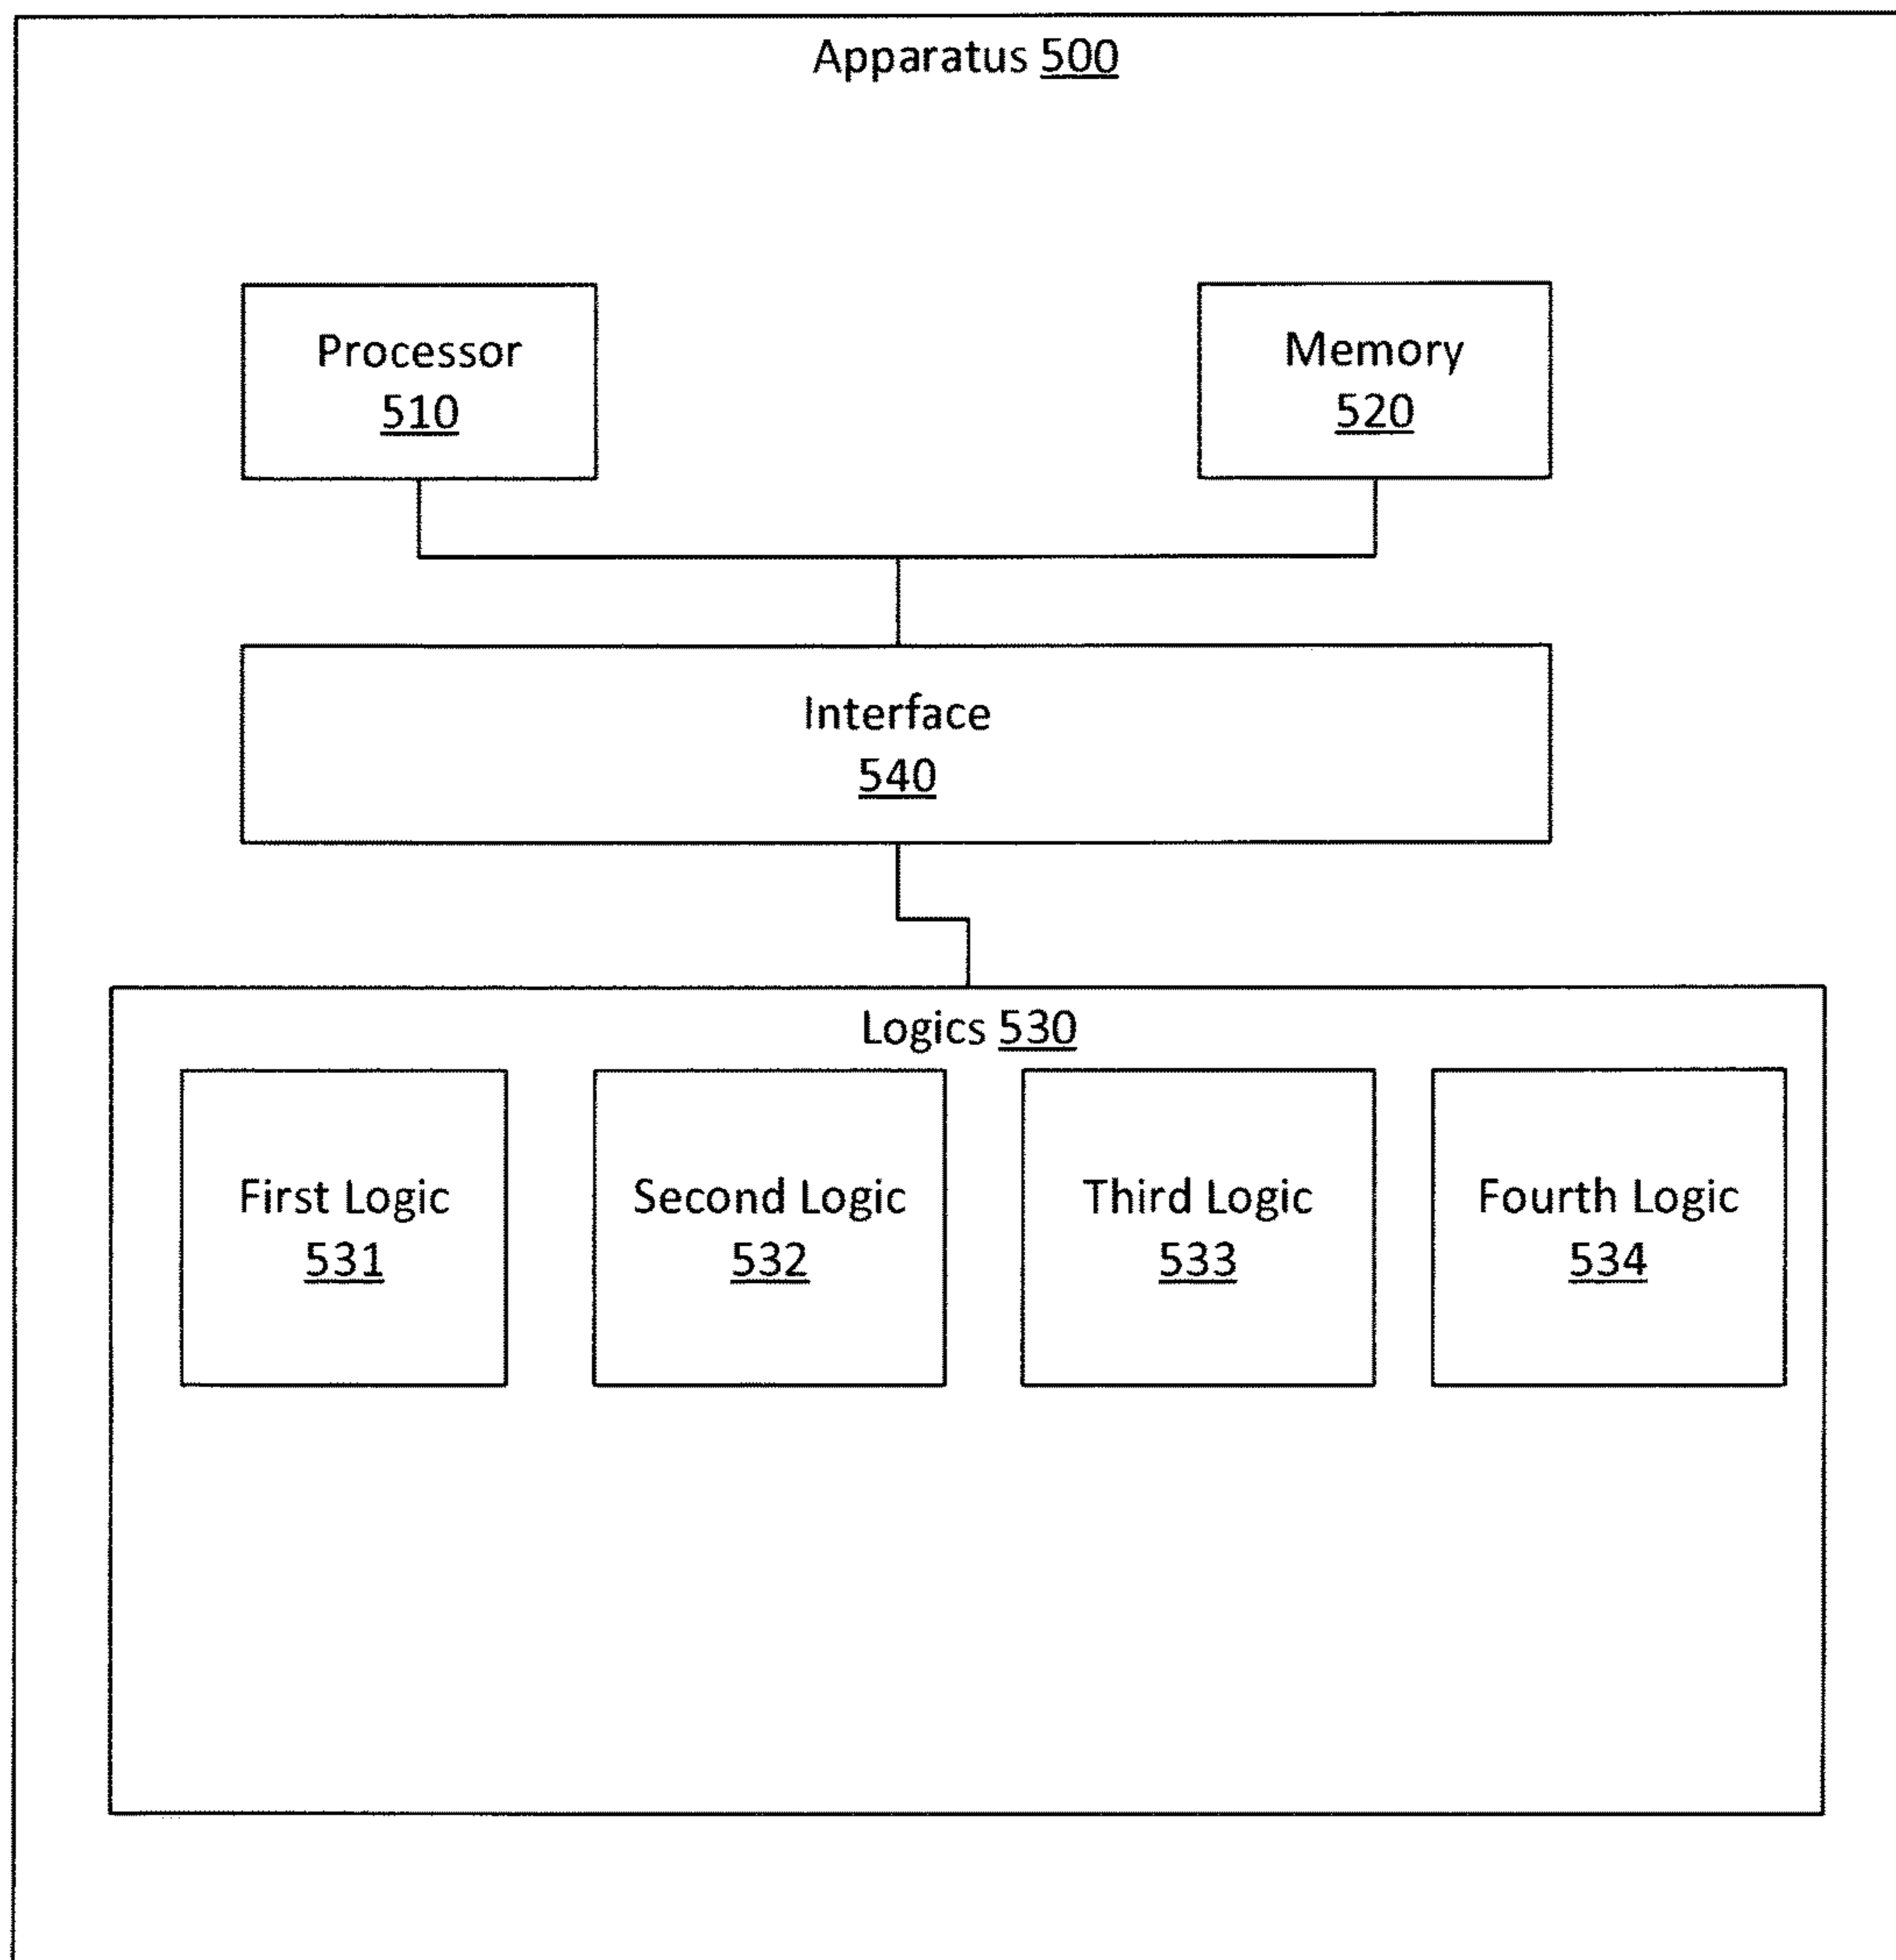 Apparatus 500
Processor
510
Memory
520
Interface
540
Logics 530
First Logic
531
Second Logic
532
Third Logic
533
Fourth Logic
534